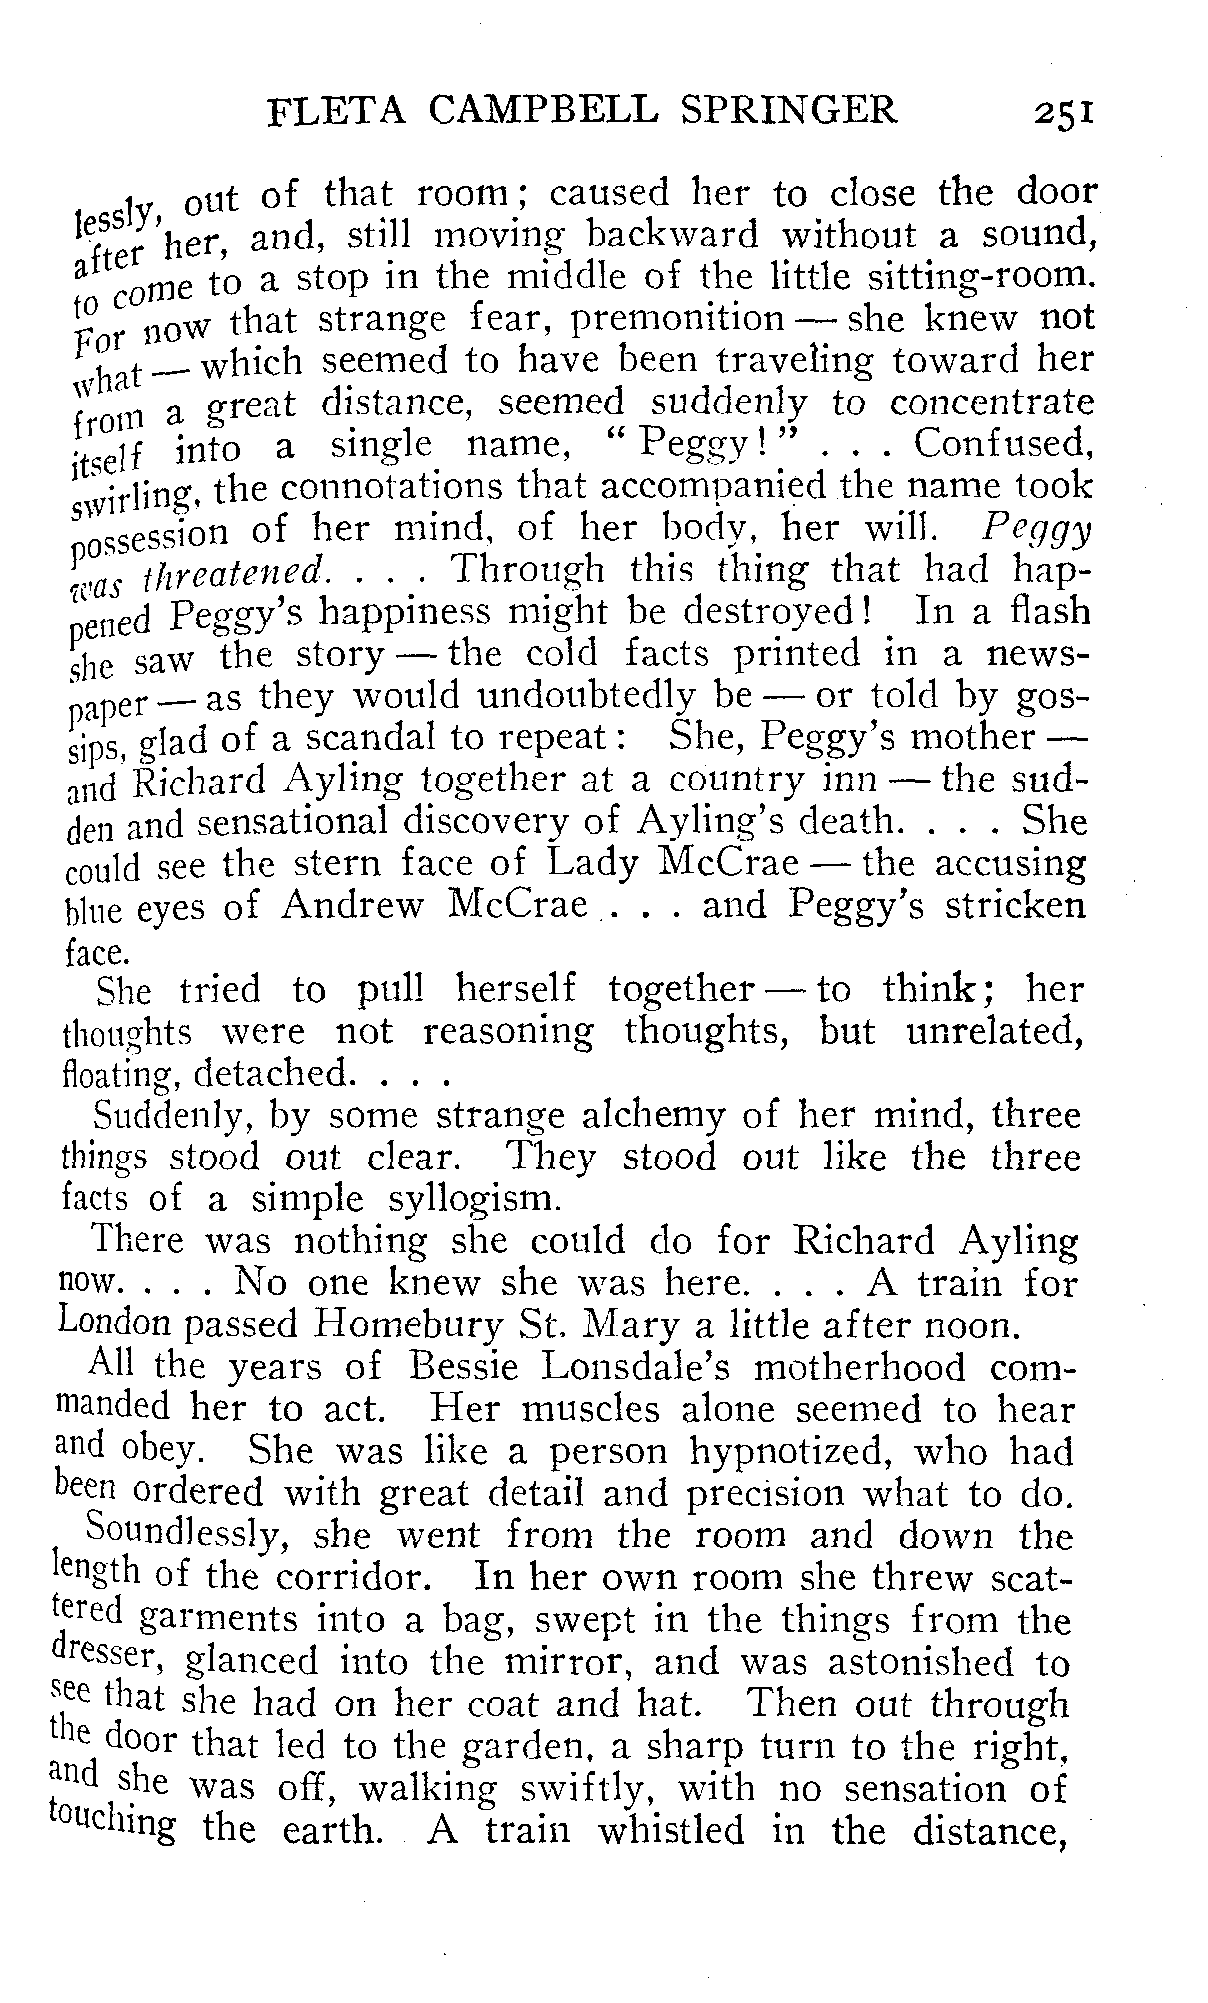 FLETA CAMPBELL SPRINGER 251
lessly, out of that room; caused her to close the door
after her, and, still moving backward without a sound,
to come to a stop in the middle of the little sitting-room.
For now that strange fear, premonition — she knew not
what — which seemed to have been traveling toward her
from a great distance, seemed suddenly to concentrate
itself into a single name, “Peggy!” . . . Confused,
swirling, the connotations that accompanied the name took
possession of her mind, of her body, her will. Peggy
was threatened. . . . Through this thing that had hap-
pened Peggy's happiness might be destroyed! In a flash
she saw the story — the cold facts printed in a news-
paper — as they would undoubtedly be — or told by gos-
sips, glad of a scandal to repeat: She, Peggy's mother —
and Richard Ayling together at a country inn — the sud-
den and sensational discovery of Ayling's death. . . . She
could see the stern face of Lady McCrae — the accusing
blue eyes of Andrew McCrae . . . and Peggy's stricken
face.
She tried to pull herself together — to think; her
thoughts were not reasoning thoughts, but unrelated,
floating, detached. . . .
Suddenly, by some strange alchemy of her mind, three
things stood out clear. They stood out like the three
facts of a simple syllogism.
There was nothing she could do for Richard Ayling
now. . . . No one knew she was here. . . . A train for
London passed Homebury St. Mary a little after noon.
All the years of Bessie Lonsdale's motherhood com-
manded her to act. Her muscles alone seemed to hear
and obey. She was like a person hypnotized, who had
been ordered with great detail and precision what to do.
Soundlessly, she went from the room and down the
length of the corridor. In her own room she threw scat-
tered garments into a bag, swept in the things from the
dresser, glanced into the mirror, and was astonished to
see that she had on her coat and hat. Then out through
the door that led to the garden, a sharp turn to the right,
and she was off, walking swiftly, with no sensation of
touching the earth. A train whistled in the distance,